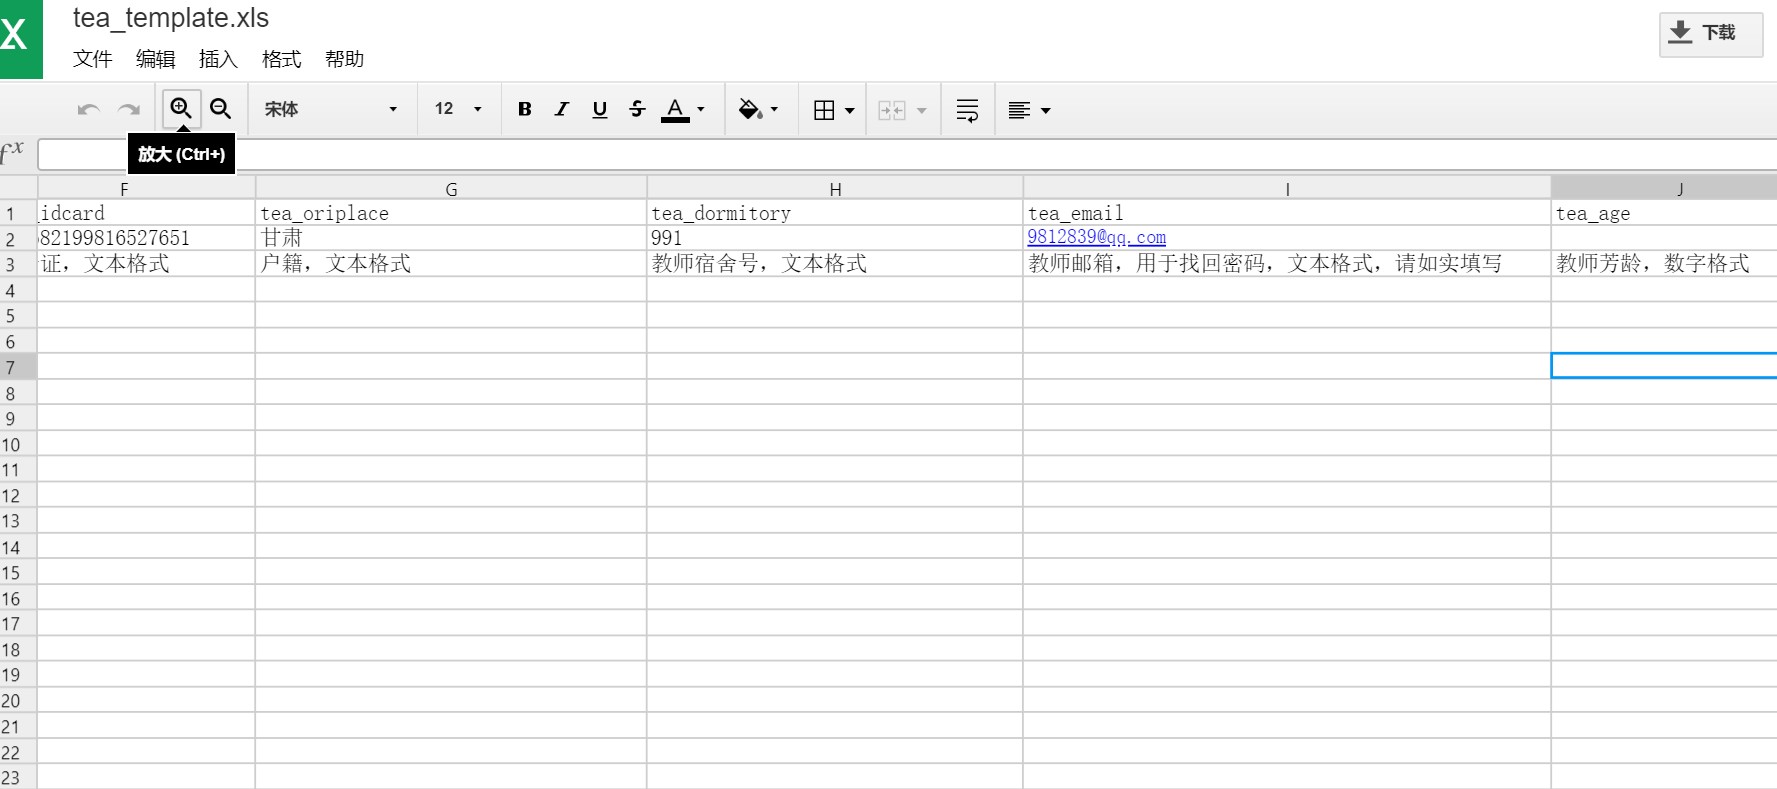 X
tea_template.xls
下载
文件 编辑 插入 格式 帮助
宋体 12 B I U S A
放大 (Ctrl+)
fx
F G H I J
1 _idcard tea_oriplace tea_dormitory tea_email tea_age
2 82199816527651 甘肃 991 9812839@qq.com
3 证，文本格式 户籍，文本格式 教师宿舍号，文本格式 教师邮箱，用于找回密码，文本格式，请如实填写 教师芳龄，数字格式
4
5
6
7
8
9
10
11
12
13
14
15
16
17
18
19
20
21
22
23